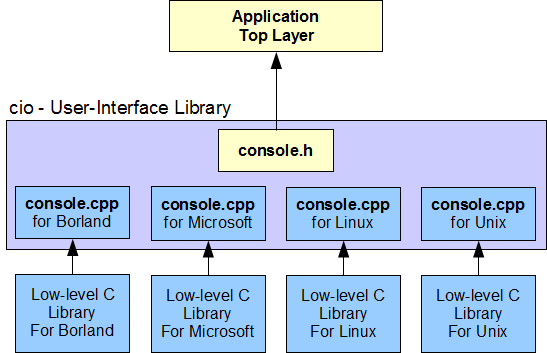 Application
Top Layer
cio - User-Interface Library
console.h
console.cpp
for Borland
console.cpp
for Microsoft
console.cpp
for Linux
console.cpp
for Unix
Low-level C
Library
For Borland
Low-level C
Library
For Microsoft
Low-level C
Library
For Linux
Low-level C
Library
For Unix